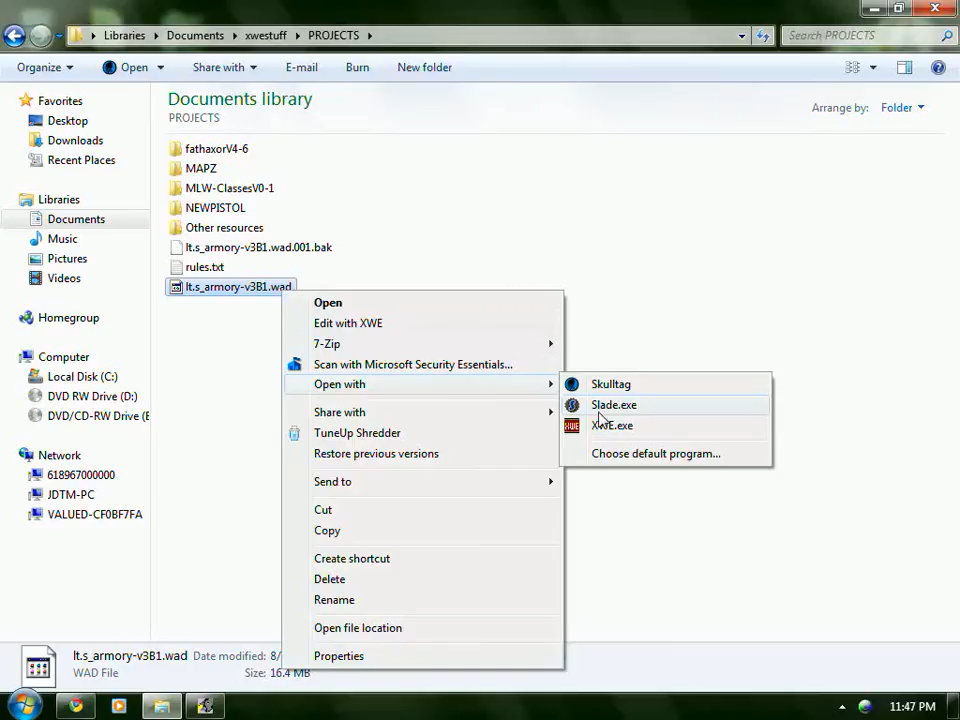 Libraries ▸ Documents ▸ xwestuff ▸ PROJECTS ▸
Search PROJECTS
Organize
Open
Share with
E-mail
Burn
New folder
Favorites
Desktop
Downloads
Recent Places
Libraries
Documents
Music
Pictures
Videos
Homegroup
Computer
Local Disk (C:)
DVD RW Drive (D:)
DVD/CD-RW Drive (E
Network
618967000000
JDTM-PC
VALUED-CF0BF7FA
Documents library
PROJECTS
Arrange by: Folder
fathaxorV4-6
MAPZ
MLW-ClassesV0-1
NEWPISTOL
Other resources
lt.s_armory-v3B1.wad.001.bak
rules.txt
lt.s_armory-v3B1.wad
Open
Edit with XWE
7-Zip
Scan with Microsoft Security Essentials...
Open with
Share with
TuneUp Shredder
Restore previous versions
Send to
Cut
Copy
Create shortcut
Delete
Rename
Open file location
Properties
Skulltag
Slade.exe
XWE.exe
Choose default program...
lt.s_armory-v3B1.wad Date modified: 8/
WAD File Size: 16.4 MB
XWE
11:47 PM